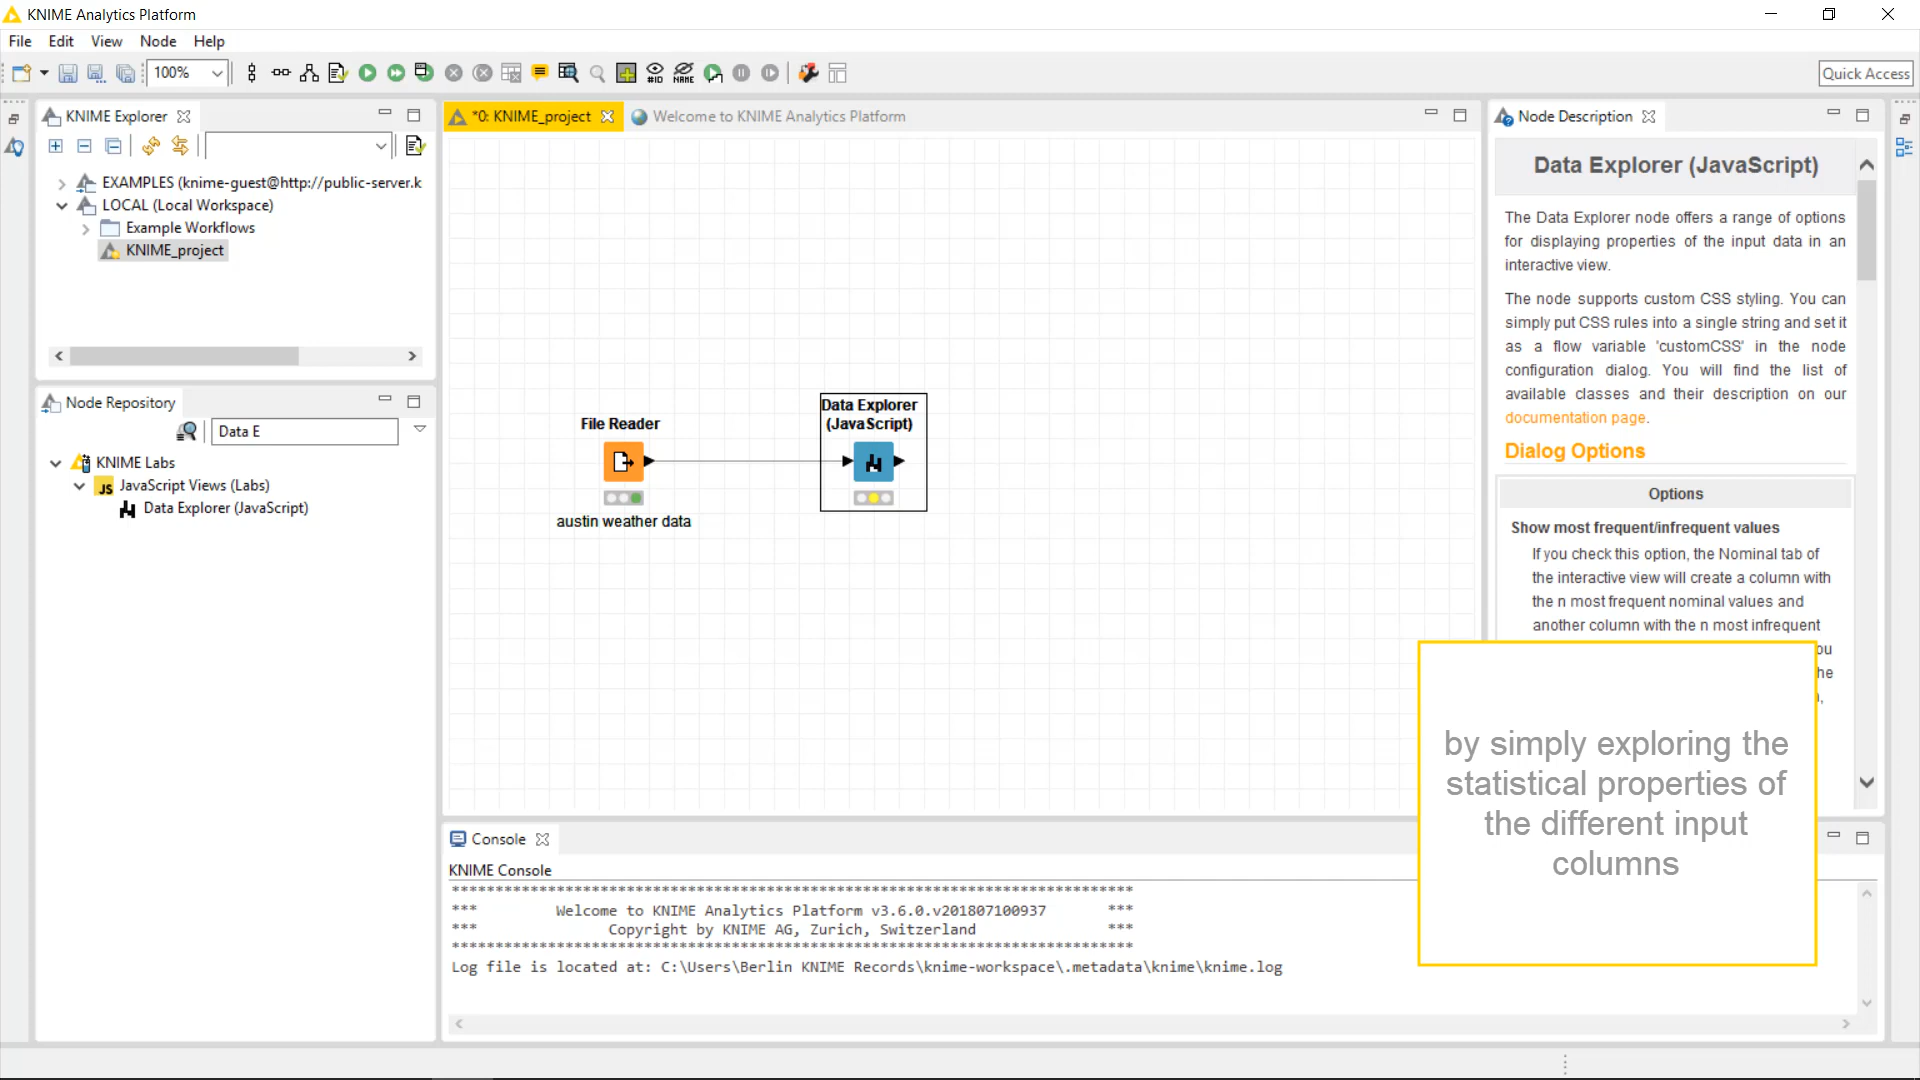 KNIME Analytics Platform
File Edit View Node Help
100%
#ID
NAME
Quick Access
KNIME Explorer
EXAMPLES (knime-guest@http://public-server.k
LOCAL (Local Workspace)
Example Workflows
KNIME_project
Node Repository
Data E
KNIME Labs
JS JavaScript Views (Labs)
Data Explorer (JavaScript)
*0: KNIME_project
Welcome to KNIME Analytics Platform
File Reader
austin weather data
Data Explorer
(JavaScript)
Console
KNIME Console
********************************************************************************
*** Welcome to KNIME Analytics Platform v3.6.0.v201807100937 ***
*** Copyright by KNIME AG, Zurich, Switzerland ***
********************************************************************************
Log file is located at: C:\Users\Berlin KNIME Records\knime-workspace\.metadata\knime\knime.log
Node Description
Data Explorer (JavaScript)
The Data Explorer node offers a range of options
for displaying properties of the input data in an
interactive view.
The node supports custom CSS styling. You can
simply put CSS rules into a single string and set it
as a flow variable 'customCSS' in the node
configuration dialog. You will find the list of
available classes and their description on our
documentation page.
Dialog Options
Options
Show most frequent/infrequent values
If you check this option, the Nominal tab of
the interactive view will create a column with
the n most frequent nominal values and
another column with the n most infrequent
by simply exploring the
statistical properties of
the different input
columns